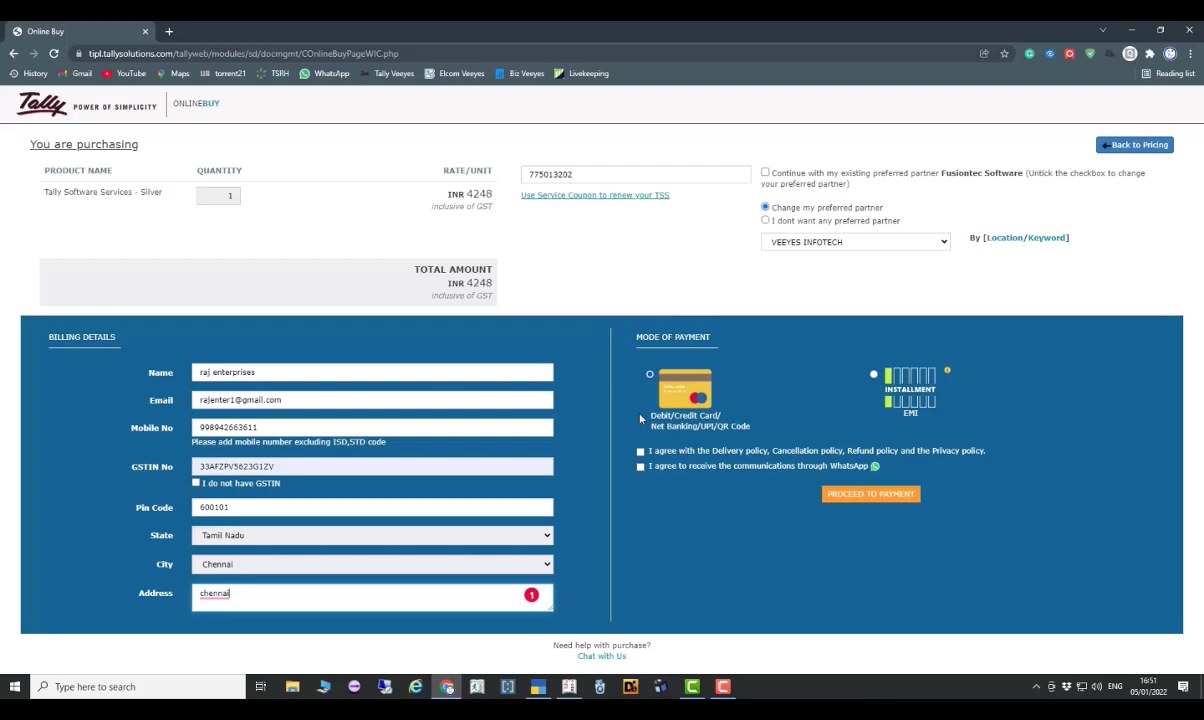 Online Buy
tipl.tallysolutions.com/tallyweb/modules/sd/docmgmt/COnlineBuyPageWIC.php
History Gmail YouTube Maps torrent21 TSRH WhatsApp Tally Veeyes Elcom Veeyes Biz Veeyes Livekeeping Reading list
Tally POWER OF SIMPLICITY ONLINEBUY
You are purchasing
Back to Pricing
PRODUCT NAME QUANTITY RATE/UNIT
Tally Software Services - Silver 1 INR 4248
inclusive of GST
775013202
Use Service Coupon to renew your TSS
Continue with my existing preferred partner Fusiontec Software (Untick the checkbox to change
your preferred partner)
Change my preferred partner
I dont want any preferred partner
VEEYES INFOTECH By [Location/Keyword]
TOTAL AMOUNT
INR 4248
inclusive of GST
BILLING DETAILS
Name raj enterprises
Email rajenter1@gmail.com
Mobile No 998942663611
Please add mobile number excluding ISD,STD code
GSTIN No 33AFZPV5623G1ZV
I do not have GSTIN
Pin Code 600101
State Tamil Nadu
City Chennai
Address chennai 1
MODE OF PAYMENT
Debit/Credit Card/
Net Banking/UPI/QR Code
INSTALLMENT
EMI
I agree with the Delivery policy, Cancellation policy, Refund policy and the Privacy policy.
I agree to receive the communications through WhatsApp
PROCEED TO PAYMENT
Need help with purchase?
Chat with Us
Type here to search
ENG
16:51
05/01/2022